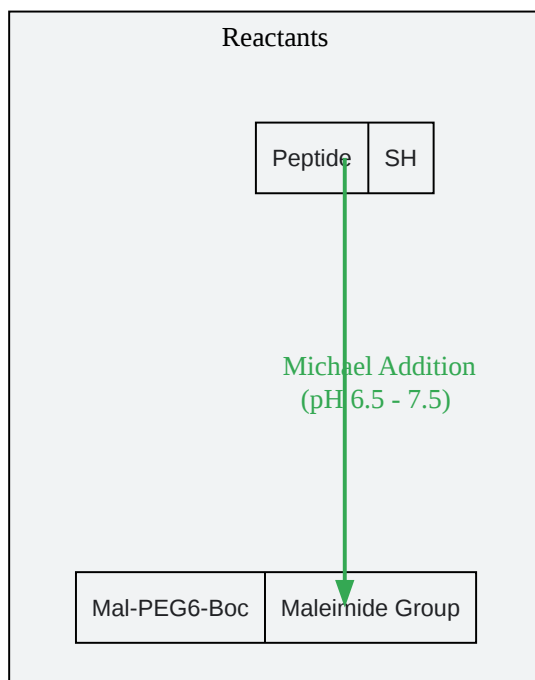 Reactants
Peptide SH
Michael Addition
(pH 6.5 - 7.5)
Mal-PEG6-Boc Maleimide Group